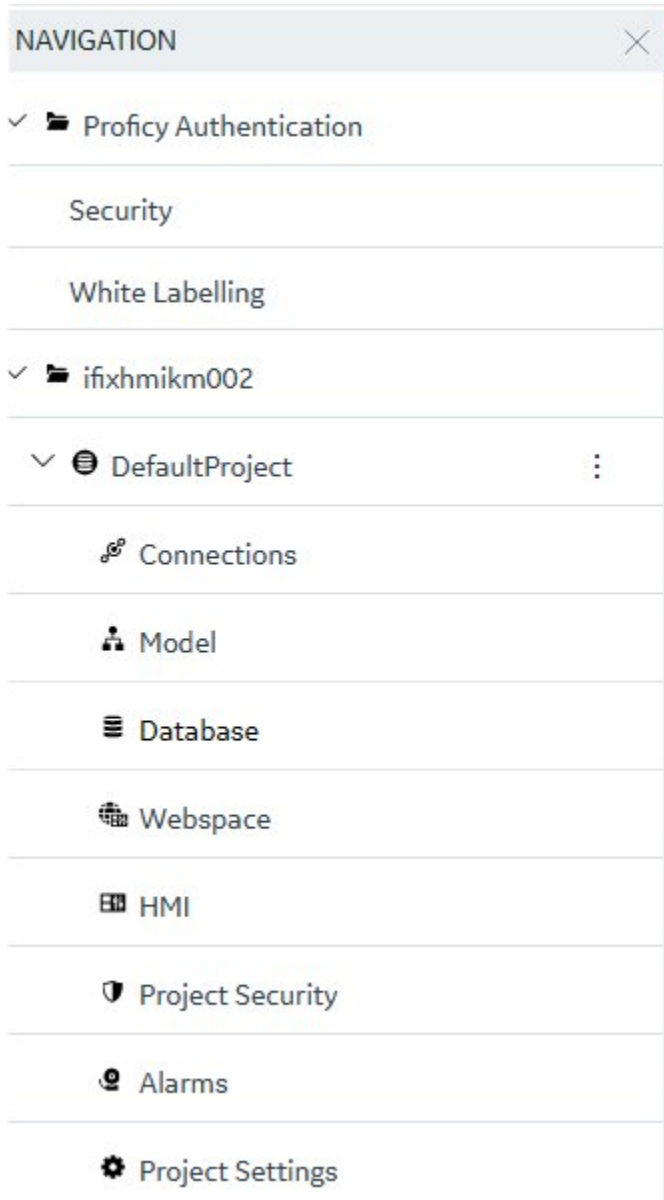 NAVIGATION
Proficy Authentication
Security
White Labelling
ifixhmikm002
DefaultProject
Connections
Model
Database
Webspace
HMI
Project Security
Alarms
Project Settings